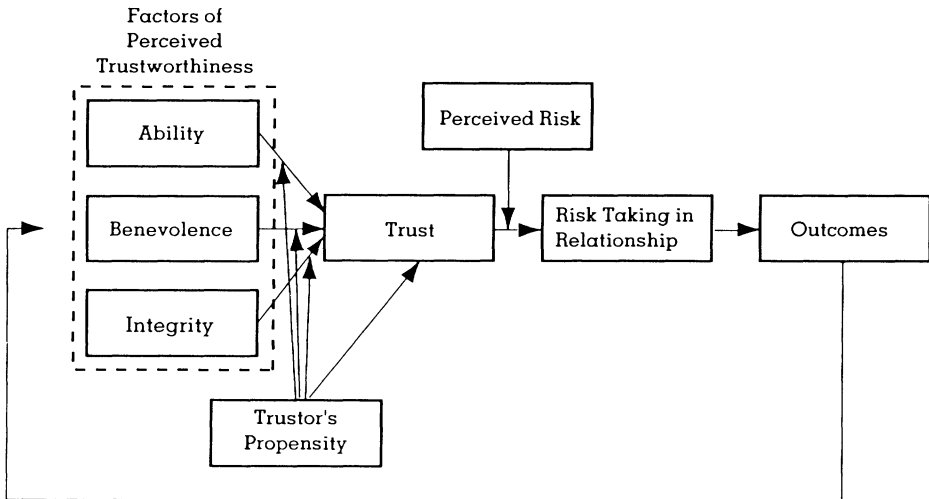 Factors of
Perceived
Trustworthiness
Ability
Benevolence
Integrity
Trustor's
Propensity
Trust
Perceived Risk
Risk Taking in
Relationship
Outcomes